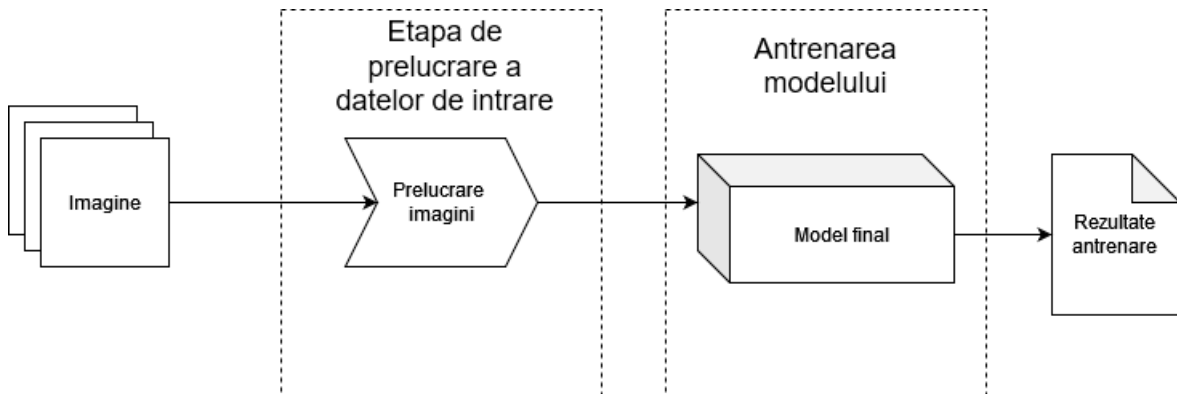 Etapa de
prelucrare a
datelor de intrare
Antrenarea
modelului
Imagine
Prelucrare
imagini
Model final
Rezultate
antrenare